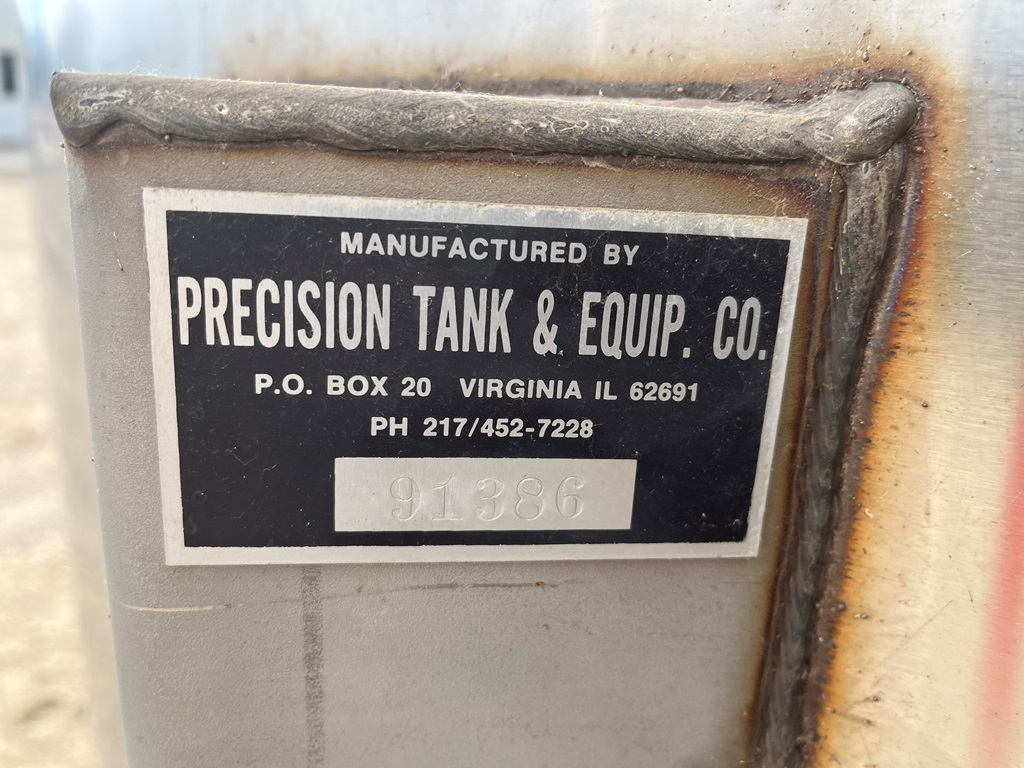 MANUFACTURED BY
PRECISION TANK & EQUIP. CO.
P.O. BOX 20 VIRGINIA IL 62691
PH 217/452-7228
91386